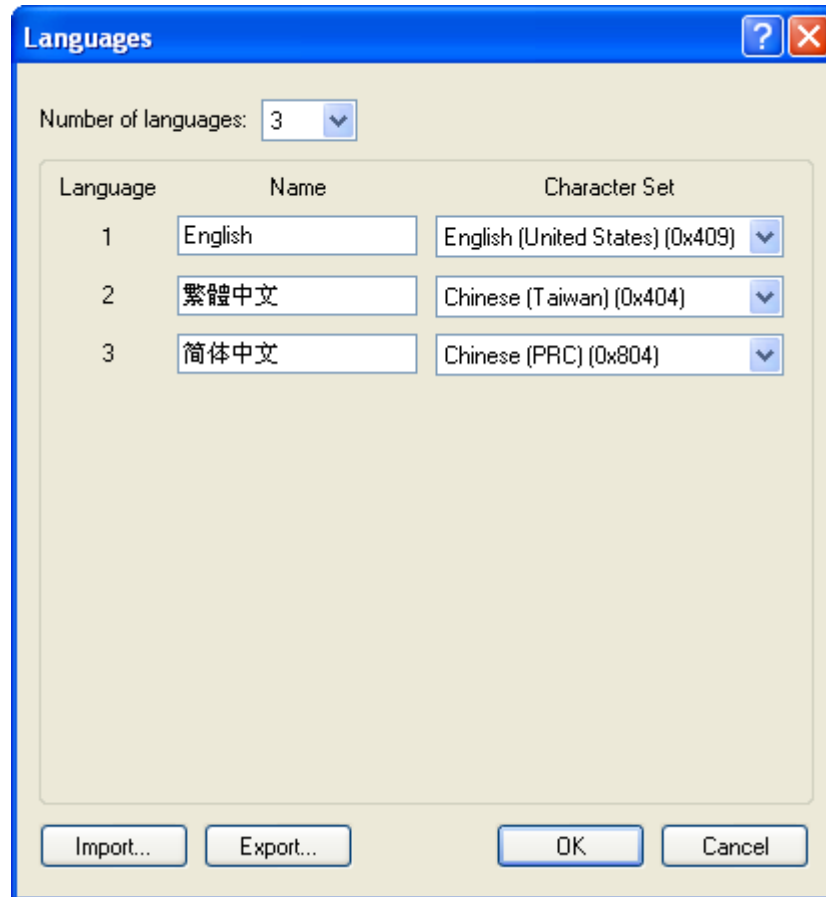 Languages
Number of languages: 3
Language Name Character Set
1 English English (United States) (0x409)
2 繁體中文 Chinese (Taiwan) (0x404)
3 简体中文 Chinese (PRC) (0x804)
Import... Export... OK Cancel